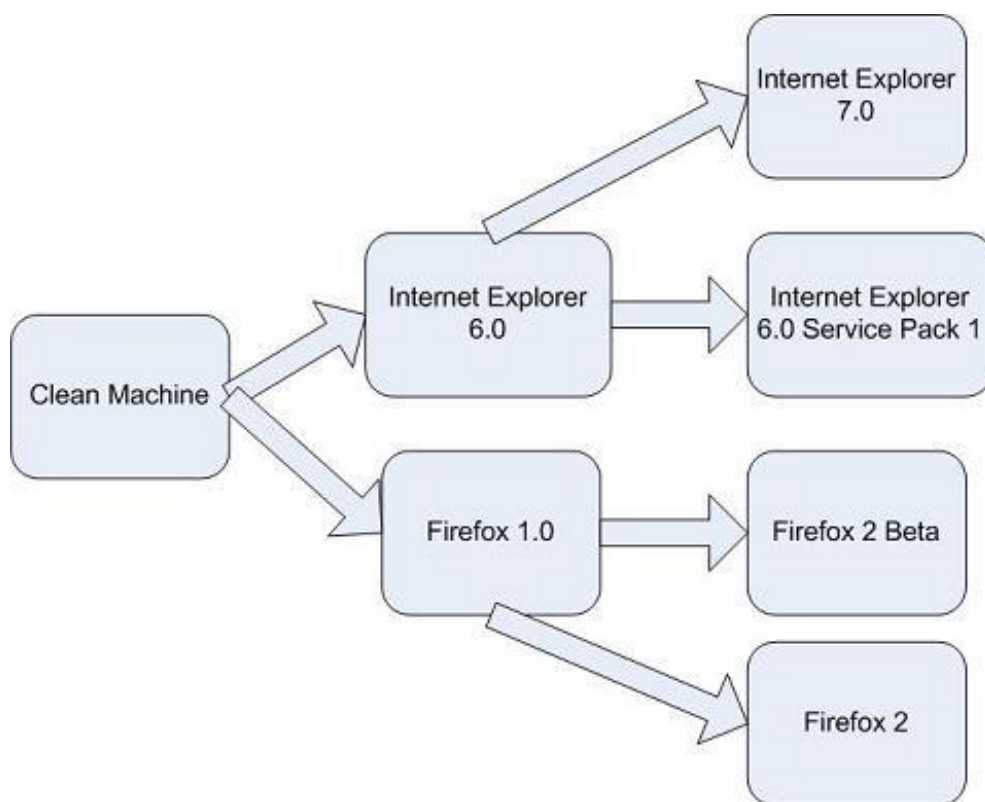 Internet Explorer
7.0
Internet Explorer
6.0
Internet Explorer
6.0 Service Pack 1
Clean Machine
Firefox 1.0
Firefox 2 Beta
Firefox 2